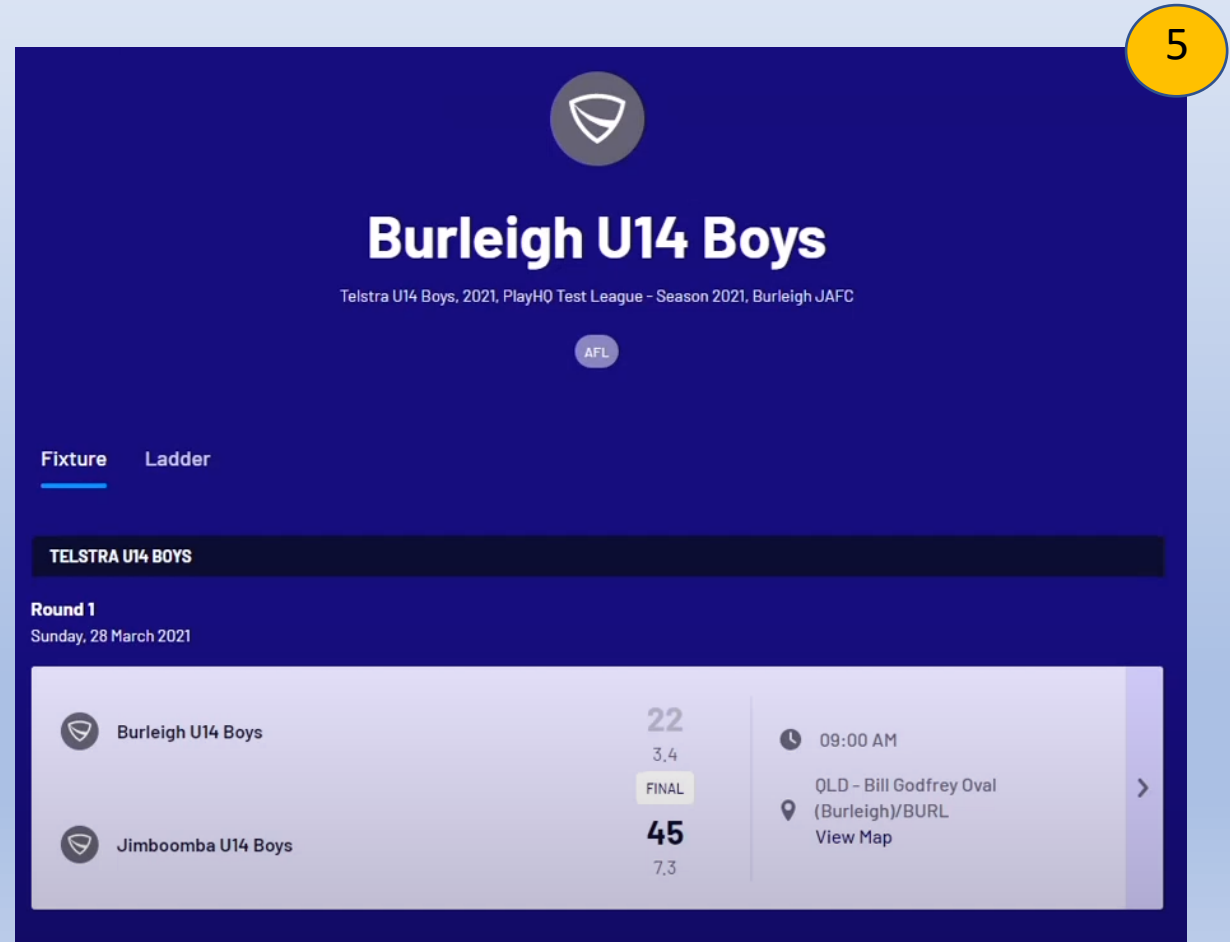 5
Burleigh U14 Boys
Telstra U14 Boys, 2021, PlayHQ Test League - Season 2021, Burleigh JAFC
AFL
Fixture Ladder
TELSTRA U14 BOYS
Round 1
Sunday, 28 March 2021
Burleigh U14 Boys
22
3.4
FINAL
Jimboomba U14 Boys
45
7.3
09:00 AM
QLD - Bill Godfrey Oval
(Burleigh)/BURL
View Map